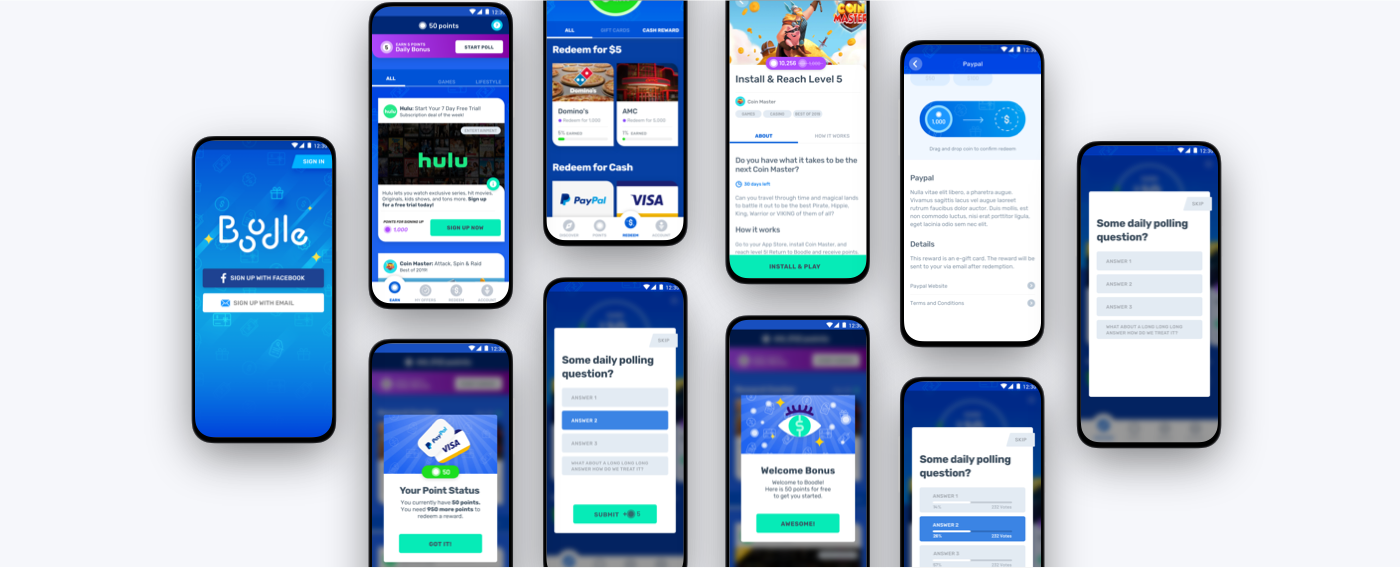 12:30
SIGN IN
Boodle
SIGN UP WITH FACEBOOK
SIGN UP WITH EMAIL
12:30
50 points
5
EARN 5 POINTS
Daily Bonus
START POLL
ALL
GAMES
LIFESTYLE
hulu
Hulu: Start Your 7 Day Free Trial!
Subscription deal of the week!
ENTERTAINMENT
hulu
Hulu lets you watch exclusive series, hit movies,
Originals, kids shows, and tons more. Sign up
for a free trial today!
POINTS FOR SIGNING UP
1,000
SIGN UP NOW
Coin Master: Attack, Spin & Raid
Best of 2019!
EARN
MY OFFERS
REDEEM
ACCOUNT
12:30
PayPal
VISA
50
Your Point Status
You currently have 50 points.
You need 950 more points to
redeem a reward.
GOT IT!
ALL
GIFT CARDS
CASH REWARD
Redeem for $5
Domino's
Domino's
Redeem for 1,000
5% EARNED
AMC
Redeem for 5,000
1% EARNED
Redeem for Cash
PayPal
VISA
DISCOVER
POINTS
REDEEM
ACCOUNT
12:30
SKIP
Some daily polling
question?
ANSWER 1
ANSWER 2
ANSWER 3
WHAT ABOUT A LONG LONG LONG
ANSWER HOW DO WE TREAT IT?
SUBMIT
+
5
COIN
MASTER
10,256
Install & Reach Level 5
Coin Master
GAMES
CASINO
BEST OF 2019
ABOUT
HOW IT WORKS
Do you have what it takes to be the
next Coin Master?
30 days left
Can you travel through time and magical lands
to battle it out to be the best Pirate, Hippie,
King, Warrior or VIKING of them all?
How it works
Go to your App Store, install Coin Master, and
reach level 5! Return to Boodle and receive points.
INSTALL & PLAY
12:30
Welcome Bonus
Welcome to Boodle!
Here is 50 points for free
to get you started.
AWESOME!
12:30
Paypal
1,000
$
Drag and drop coin to confirm redeem
Paypal
Nulla vitae elit libero, a pharetra augue.
Vivamus sagittis lacus vel augue laoreet
rutrum faucibus dolor auctor. Duis mollis, est
non commodo luctus, nisi erat porttitor ligula,
eget lacinia odio sem nec elit.
Details
This reward is an e-gift card. The reward will be
sent to your via email after redemption.
Paypal Website
Terms and Conditions
12:30
SKIP
Some daily polling
question?
ANSWER 1
232 Votes
ANSWER 2
39%
232 Votes
ANSWER 3
232 Votes
12:30
SKIP
Some daily polling
question?
ANSWER 1
ANSWER 2
ANSWER 3
WHAT ABOUT A LONG LONG LONG
ANSWER HOW DO WE TREAT IT?